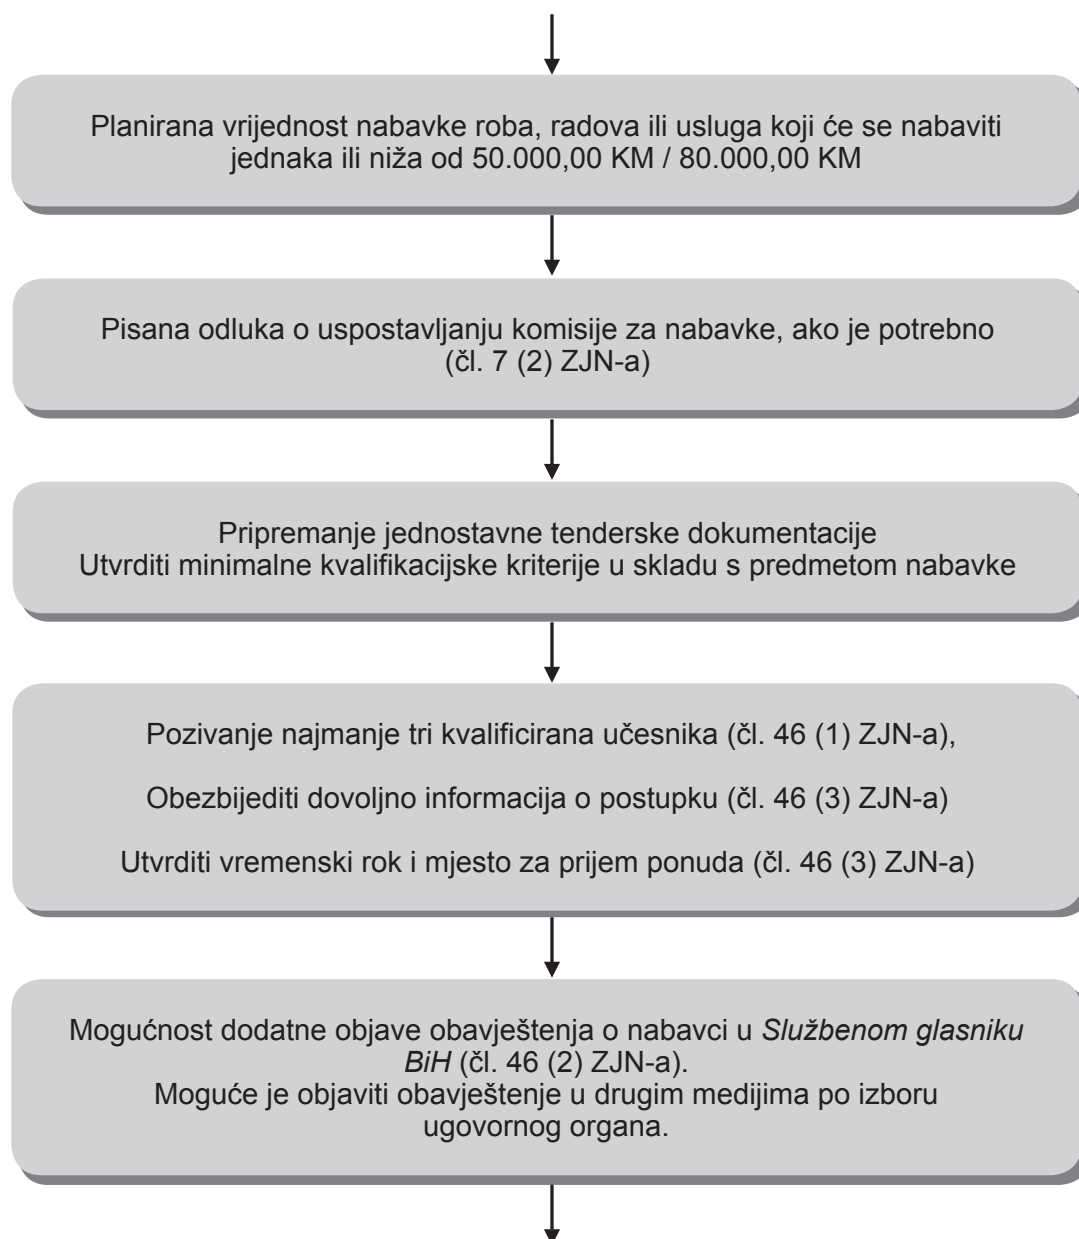 Planirana vrijednost nabavke roba, radova ili usluga koji će se nabaviti
jednaka ili niža od 50.000,00 KM / 80.000,00 KM
Pisana odluka o uspostavljanju komisije za nabavke, ako je potrebno
(čl. 7 (2) ZJN-a)
Pripremanje jednostavne tenderske dokumentacije
Utvrditi minimalne kvalifikacijske kriterije u skladu s predmetom nabavke
Pozivanje najmanje tri kvalificirana učesnika (čl. 46 (1) ZJN-a),
Obezbijediti dovoljno informacija o postupku (čl. 46 (3) ZJN-a)
Utvrditi vremenski rok i mjesto za prijem ponuda (čl. 46 (3) ZJN-a)
Mogućnost dodatne objave obavještenja o nabavci u Službenom glasniku
BiH (čl. 46 (2) ZJN-a).
Moguće je objaviti obavještenje u drugim medijima po izboru
ugovornog organa.